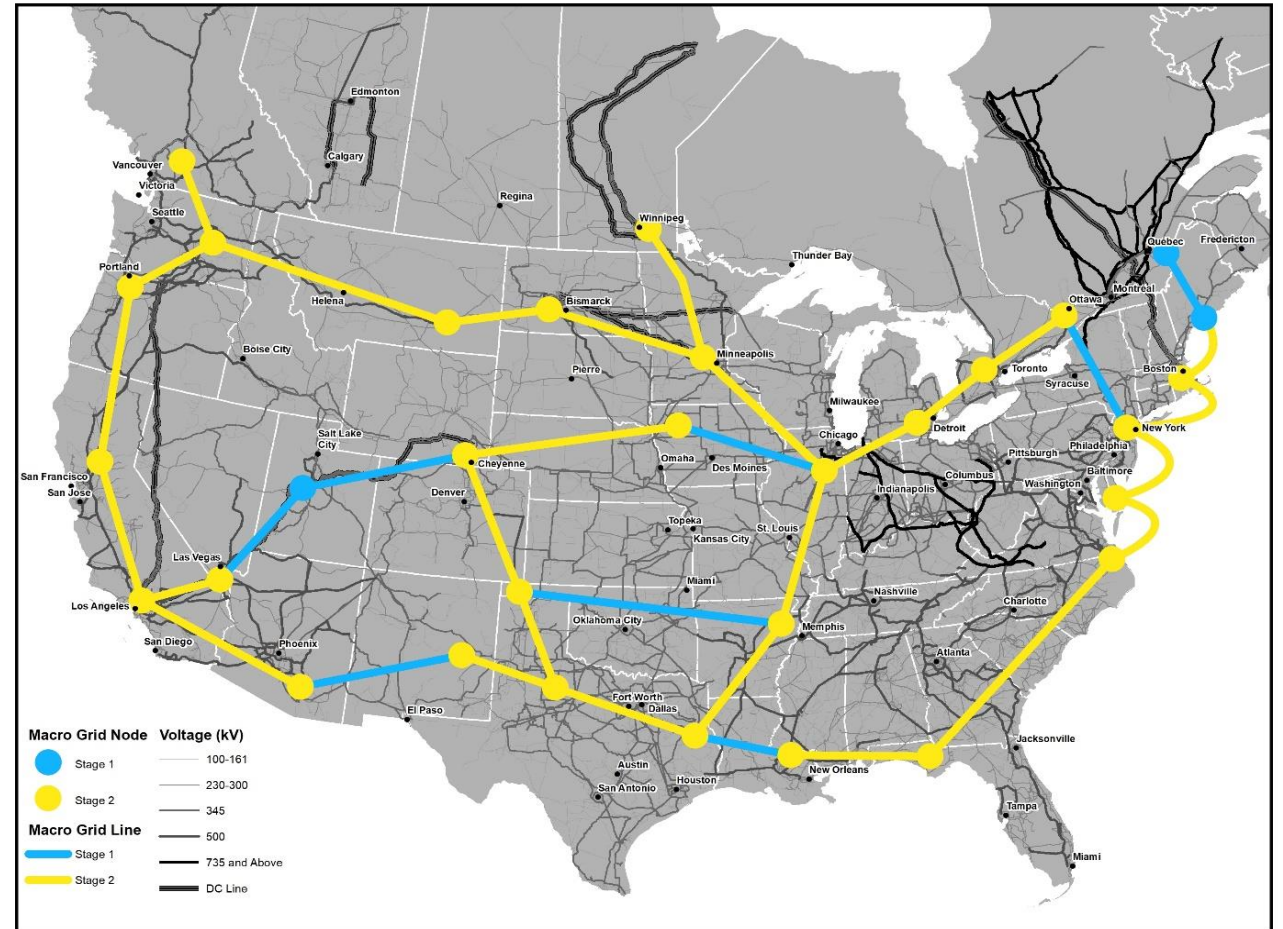 Edmonton
Calgary
Vancouver
Victoria
Seattle
Regina
Winnipeg
Thunder Bay
Québec
Fredericton
Montréal
Ottawa
Portland
Helena
Bismarck
Boise City
Pierre
Minneapolis
Toronto
Syracuse
Boston
Milwaukee
Detroit
New York
Chicago
Philadelphia
Salt Lake
City
Cheyenne
Omaha
Des Moines
Pittsburgh
Baltimore
San Francisco
San Jose
Denver
Indianapolis
Columbus
Washington
Topeka
Kansas City
St. Louis
Las Vegas
Miami
Nashville
Charlotte
Los Angeles
Oklahoma City
Memphis
San Diego
Phoenix
Atlanta
El Paso
Fort Worth
Dallas
Jacksonville
Austin
San Antonio
Houston
New Orleans
Tampa
Miami
Macro Grid Node
Stage 1
Stage 2
Macro Grid Line
Stage 1
Stage 2
Voltage (kV)
100-161
230-300
345
500
735 and Above
DC Line